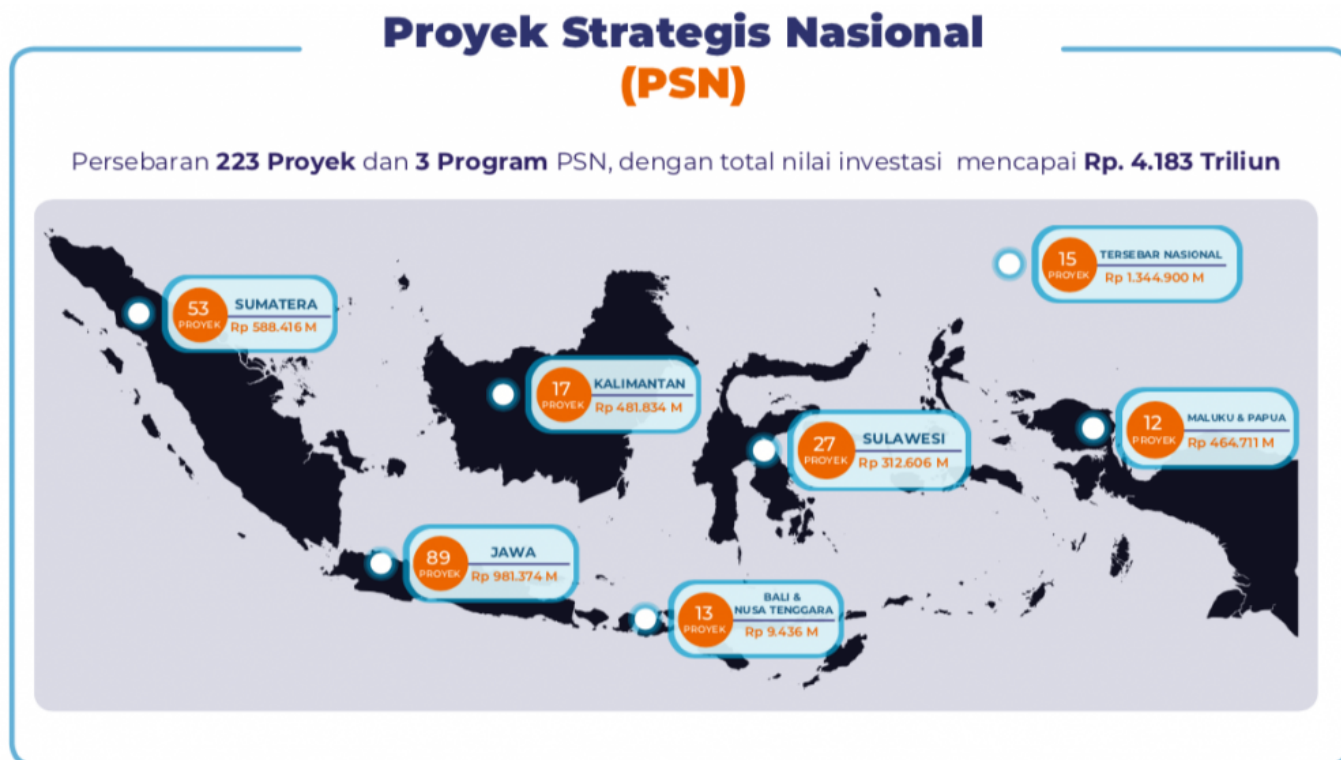 Proyek Strategis Nasional
(PSN)
Persebaran 223 Proyek dan 3 Program PSN, dengan total nilai investasi mencapai Rp. 4.183 Triliun
15
PROYEK
TERSEBAR NASIONAL
Rp 1.344.900 M
53
PROYEK
SUMATERA
Rp 588.416 M
17
PROYEK
KALIMANTAN
Rp 481.834 M
27
PROYEK
SULAWESI
Rp 312.606 M
12
PROYEK
MALUKU & PAPUA
Rp 464.711 M
89
PROYEK
JAWA
Rp 981.374 M
13
PROYEK
BALI &
NUSA TENGGARA
Rp 9.436 M